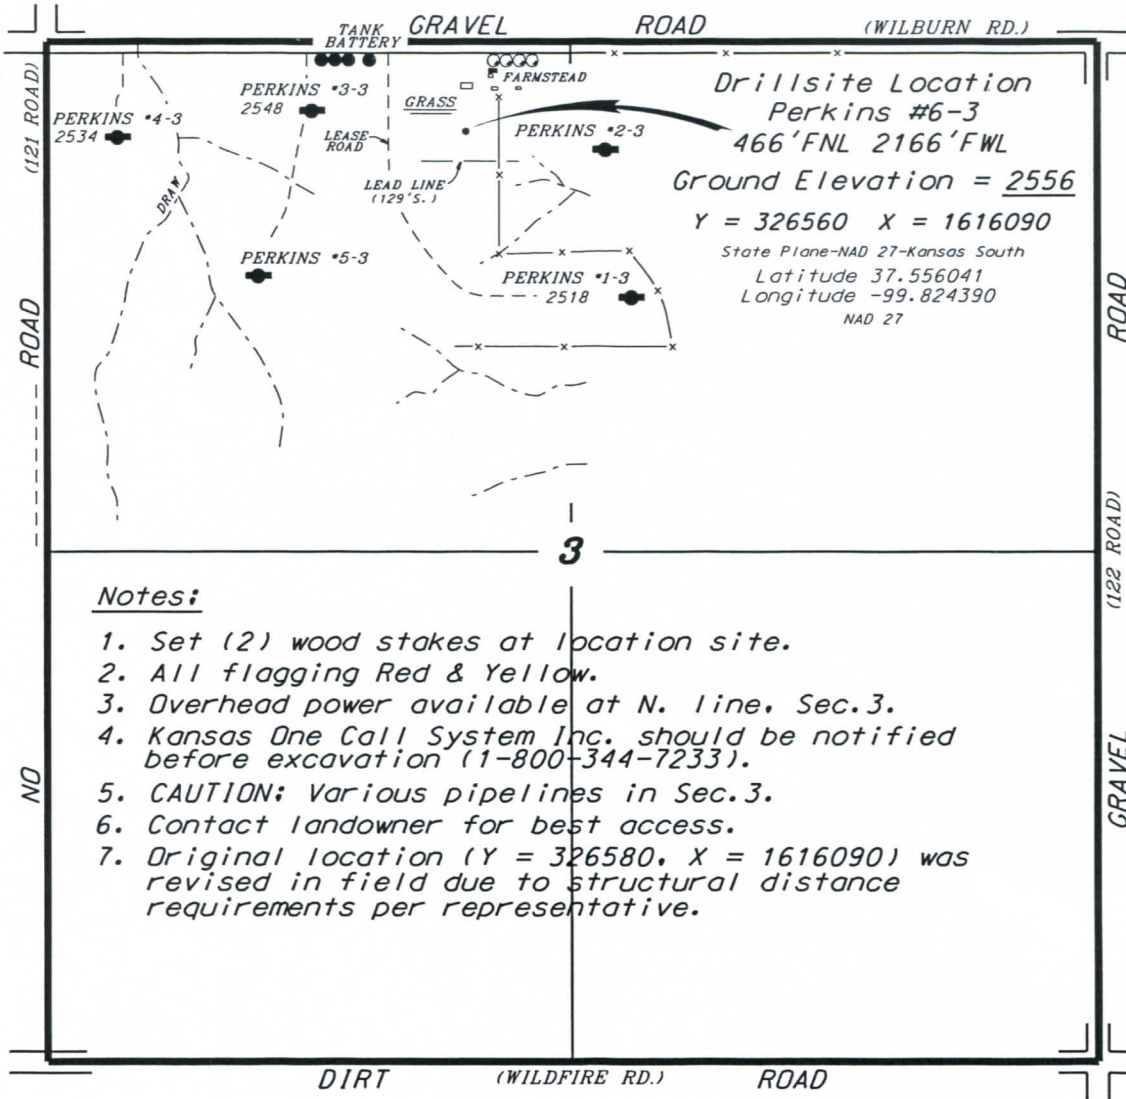 GRAVEL ROAD (WILBURN RD.)
TANK
BATTERY
FARMSTEAD
(121 ROAD)
PERKINS #4-3
2534
PERKINS #3-3
2548
GRASS
LEASE
ROAD
PERKINS #2-3
LEAD LINE
(129'S.)
DRAW
PERKINS #5-3
PERKINS #1-3
2518
Drillsite Location
Perkins #6-3
466'FNL 2166'FWL
Ground Elevation = 2556
Y = 326560 X = 1616090
State Plane-NAD 27-Kansas South
Latitude 37.556041
Longitude -99.824390
NAD 27
NO ROAD
GRAVEL ROAD
(122 ROAD)
3
Notes:
1. Set (2) wood stakes at location site.
2. All flagging Red & Yellow.
3. Overhead power available at N. line, Sec.3.
4. Kansas One Call System Inc. should be notified
before excavation (1-800-344-7233).
5. CAUTION: Various pipelines in Sec.3.
6. Contact landowner for best access.
7. Original location (Y = 326580, X = 1616090) was
revised in field due to structural distance
requirements per representative.
DIRT (WILDFIRE RD.) ROAD